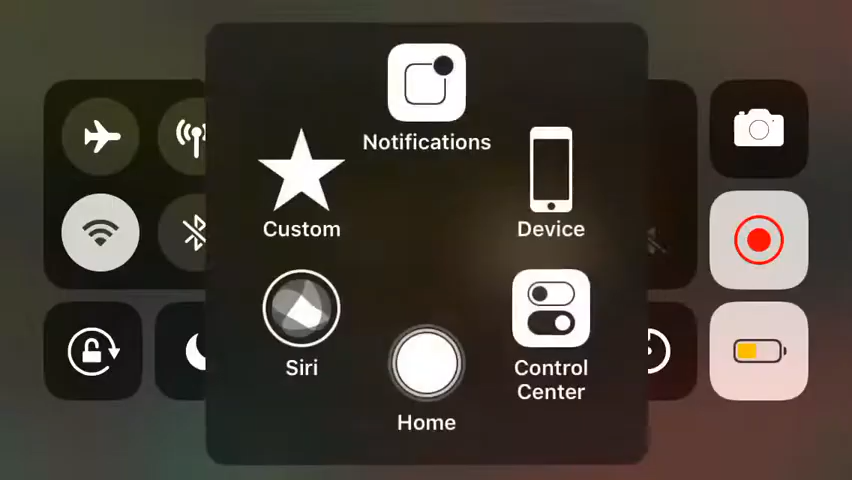 Notifications
Custom
Device
Siri
Control
Center
Home